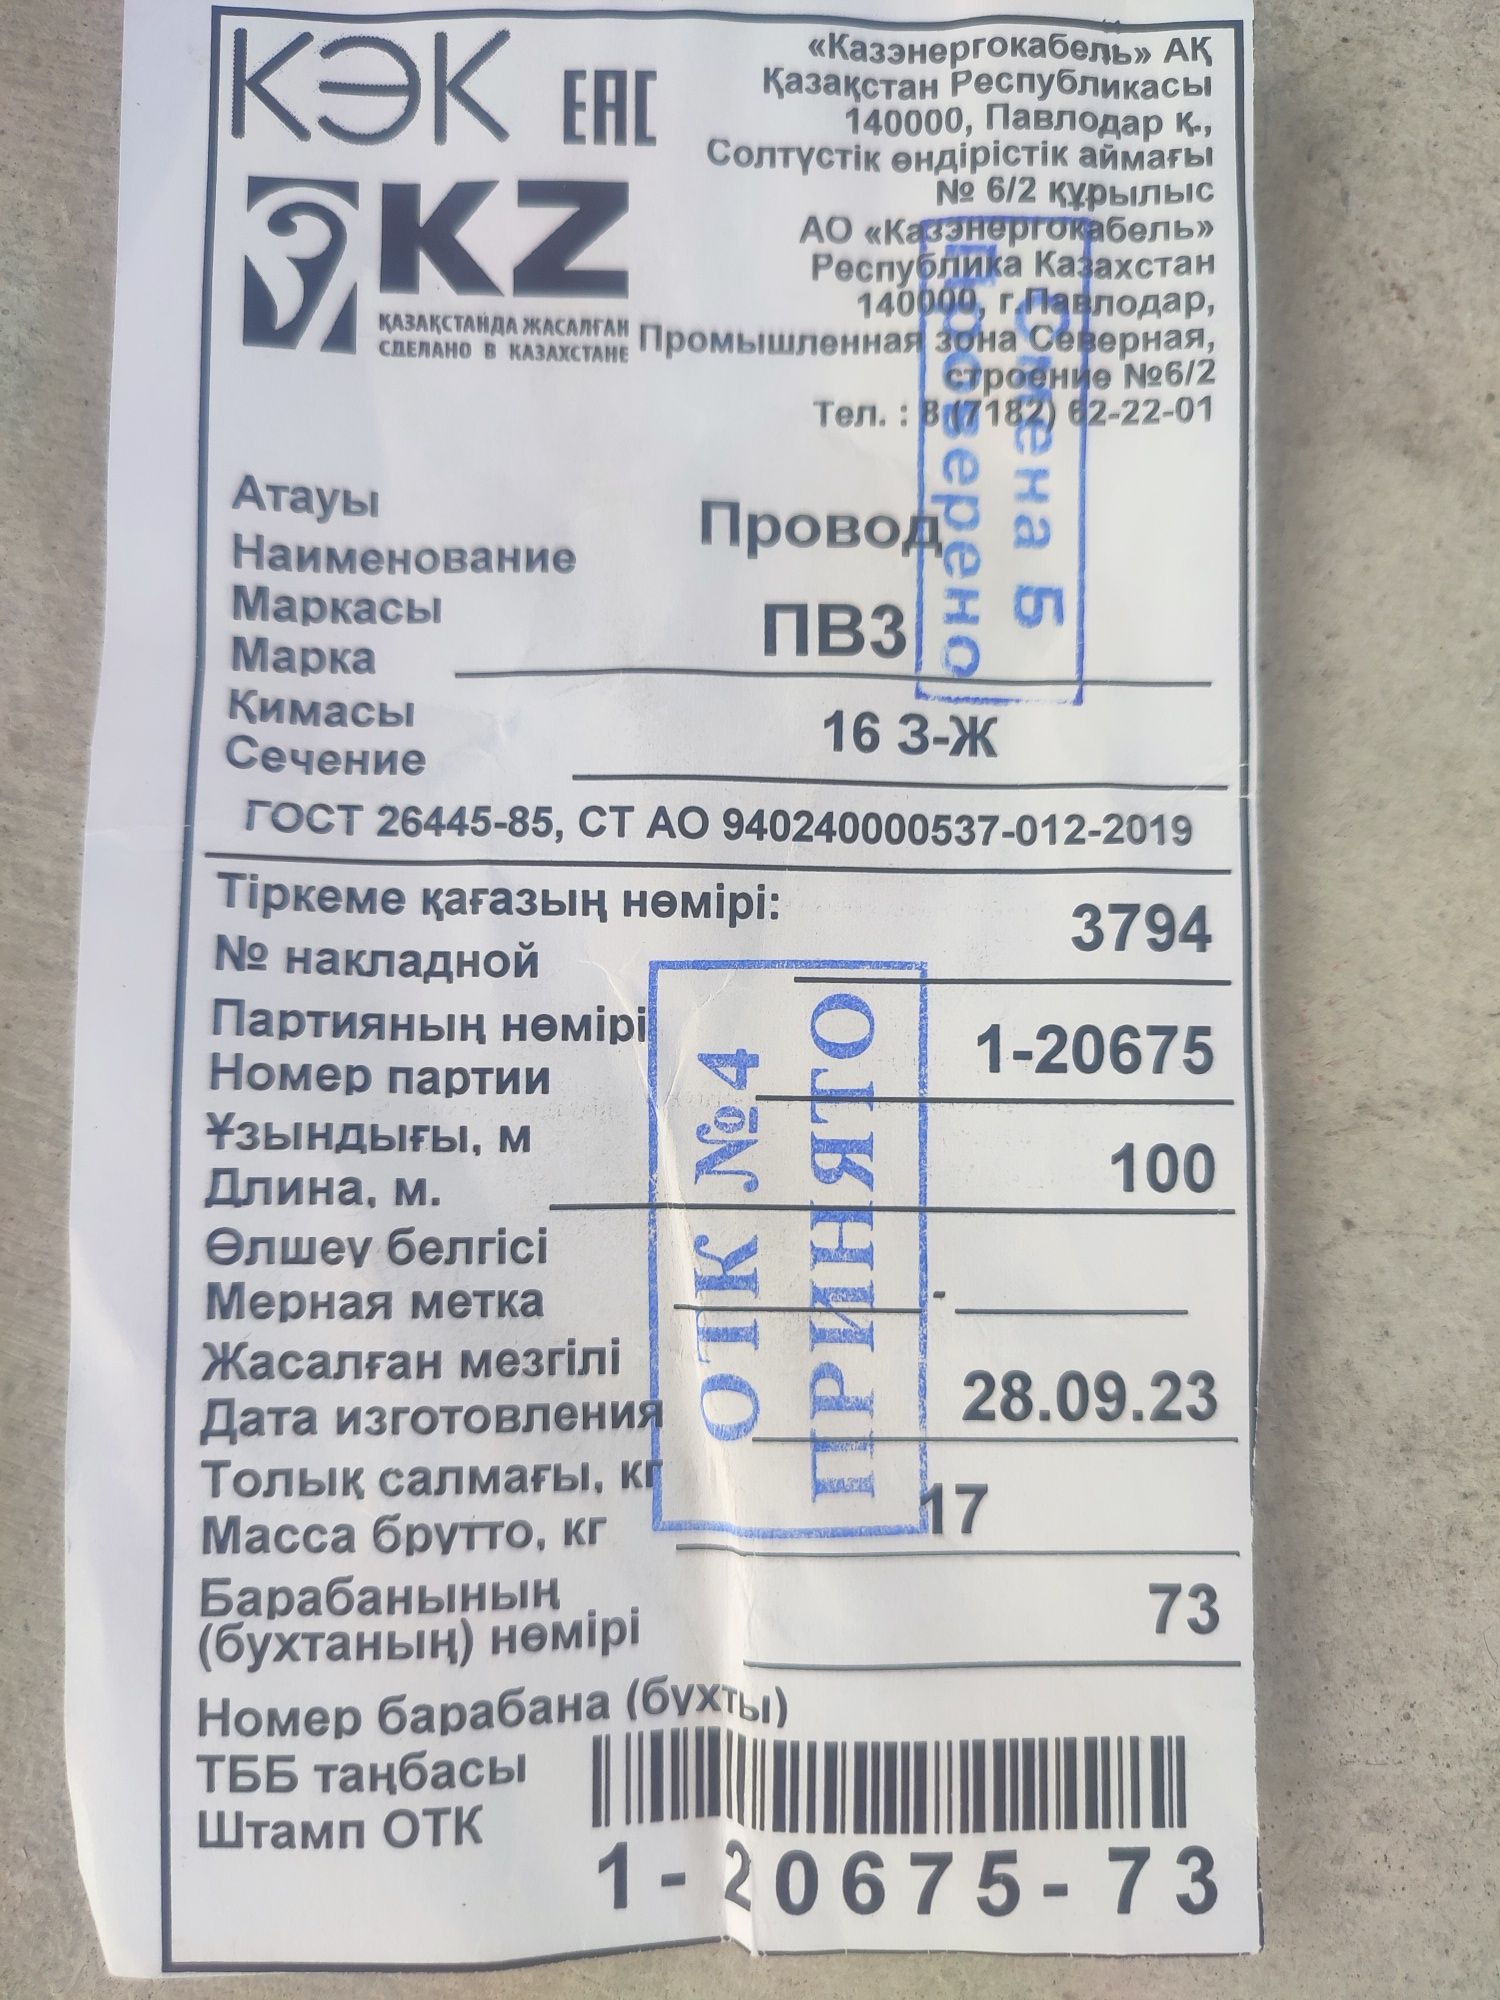 КЭК
ЕАС
KZ
ҚАЗАҚСТАНДА ЖАСАЛҒАН
СДЕЛАНО В КАЗАХСТАНЕ
«Казэнергокабель» АҚ
Қазақстан Республикасы
140000, Павлодар қ.,
Солтүстік өндірістік аймағы
№ 6/2 құрылыс
АО «Казэнергокабель»
Республика Казахстан
140000, г.Павлодар,
Промышленная зона Северная,
строение №6/2
Тел. : 8 (7182) 62-22-01
Смена Б
Проверено
Атауы
Наименование
Провод
Маркасы
Марка
ПВ3
Қимасы
Сечение
16 З-Ж
ГОСТ 26445-85, СТ АО 940240000537-012-2019
Тіркеме қағазың нөмірі:
№ накладной
3794
Партияның нөмірі
Номер партии
1-20675
Ұзындығы, м
Длина, м.
100
Өлшеу белгісі
Мерная метка
-
Жасалған мезгілі
Дата изготовления
28.09.23
Толық салмағы, кг
Масса брутто, кг
17
ОТК №4
ПРИНЯТО
Барабанының
(бухтаның) нөмірі
73
Номер барабана (бухты)
ТББ таңбасы
Штамп ОТК
1-20675-73